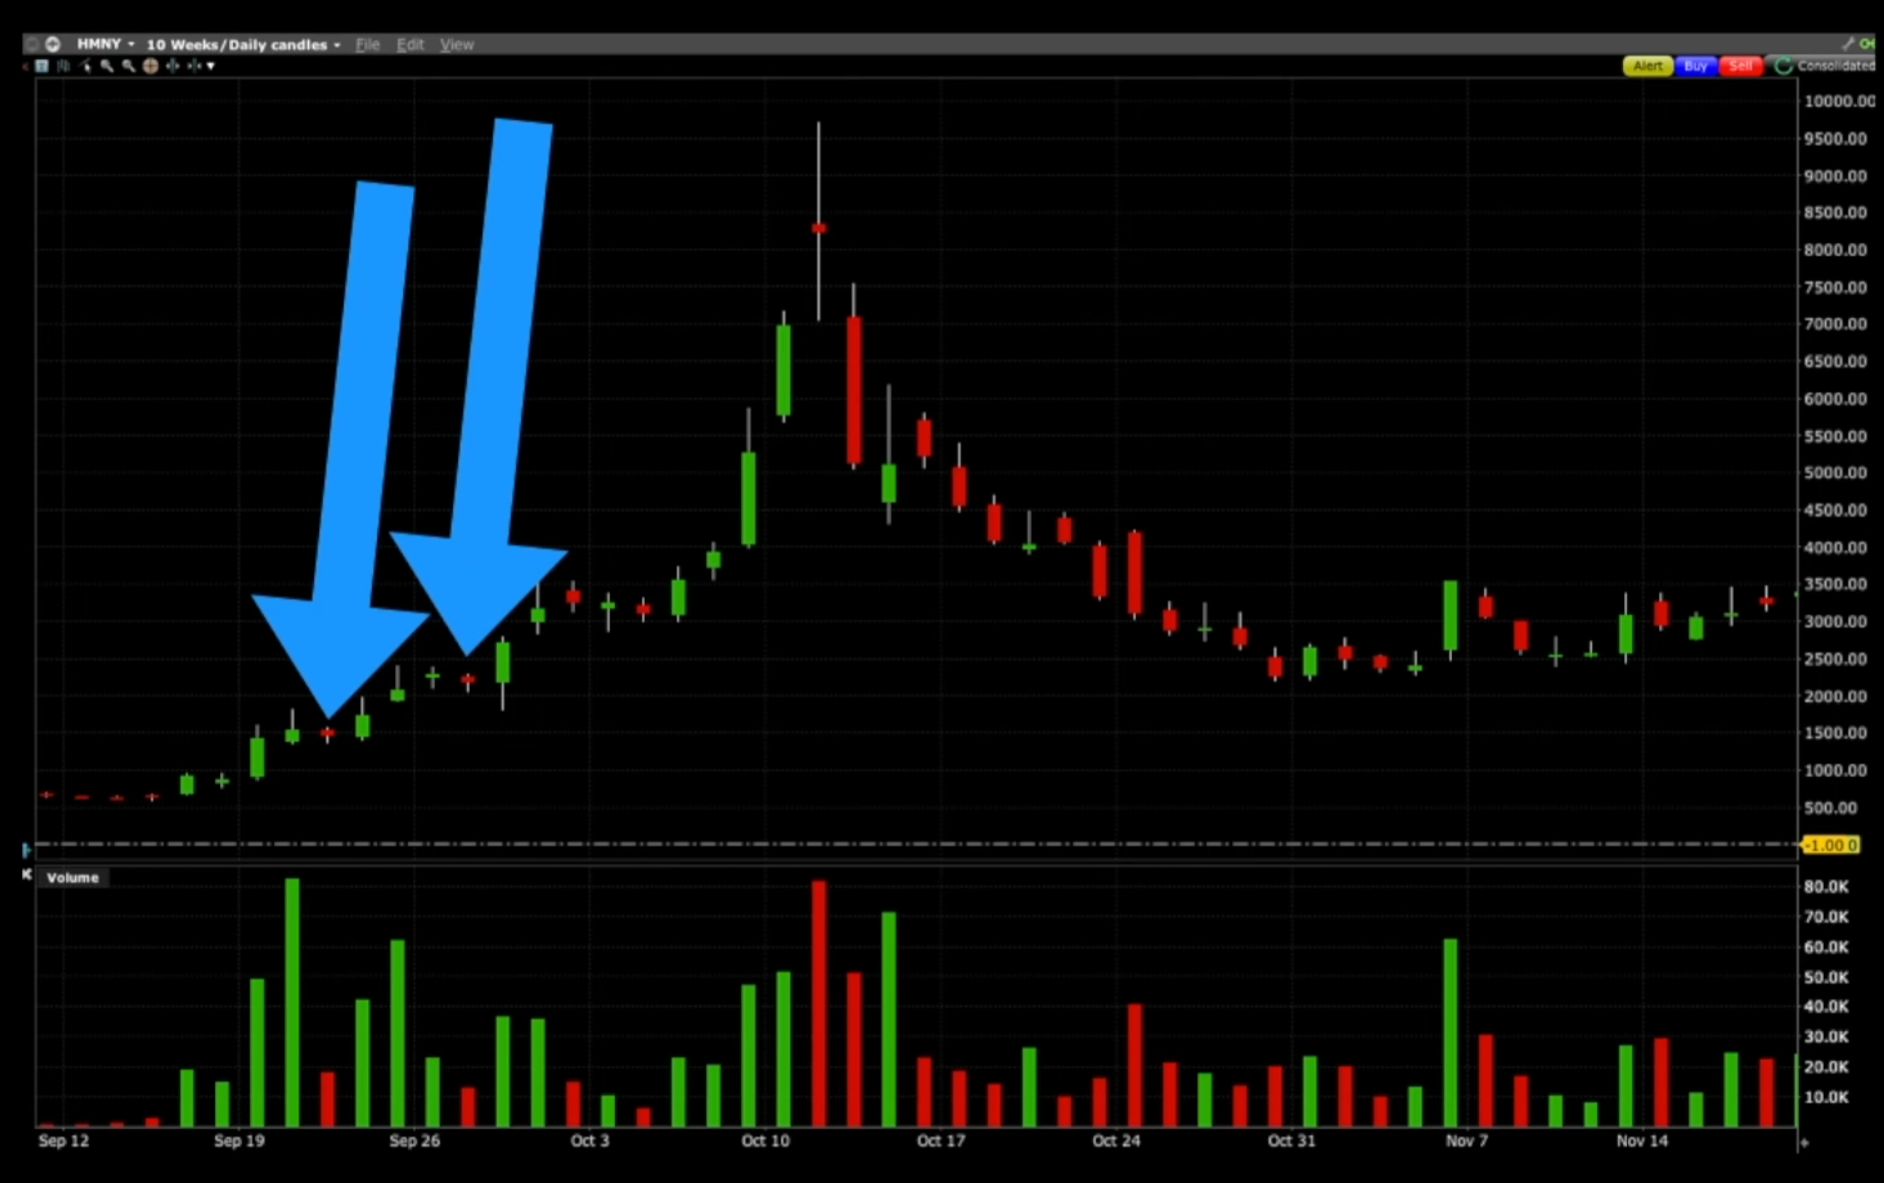 HMNY 10 Weeks/Daily candles File Edit View
Alert Buy Sell Consolidated
10000.00
9500.00
9000.00
8500.00
8000.00
7500.00
7000.00
6500.00
6000.00
5500.00
5000.00
4500.00
4000.00
3500.00
3000.00
2500.00
2000.00
1500.00
1000.00
500.00
-1.00 0
Volume
80.0K
70.0K
60.0K
50.0K
40.0K
30.0K
20.0K
10.0K
Sep 12 Sep 19 Sep 26 Oct 3 Oct 10 Oct 17 Oct 24 Oct 31 Nov 7 Nov 14